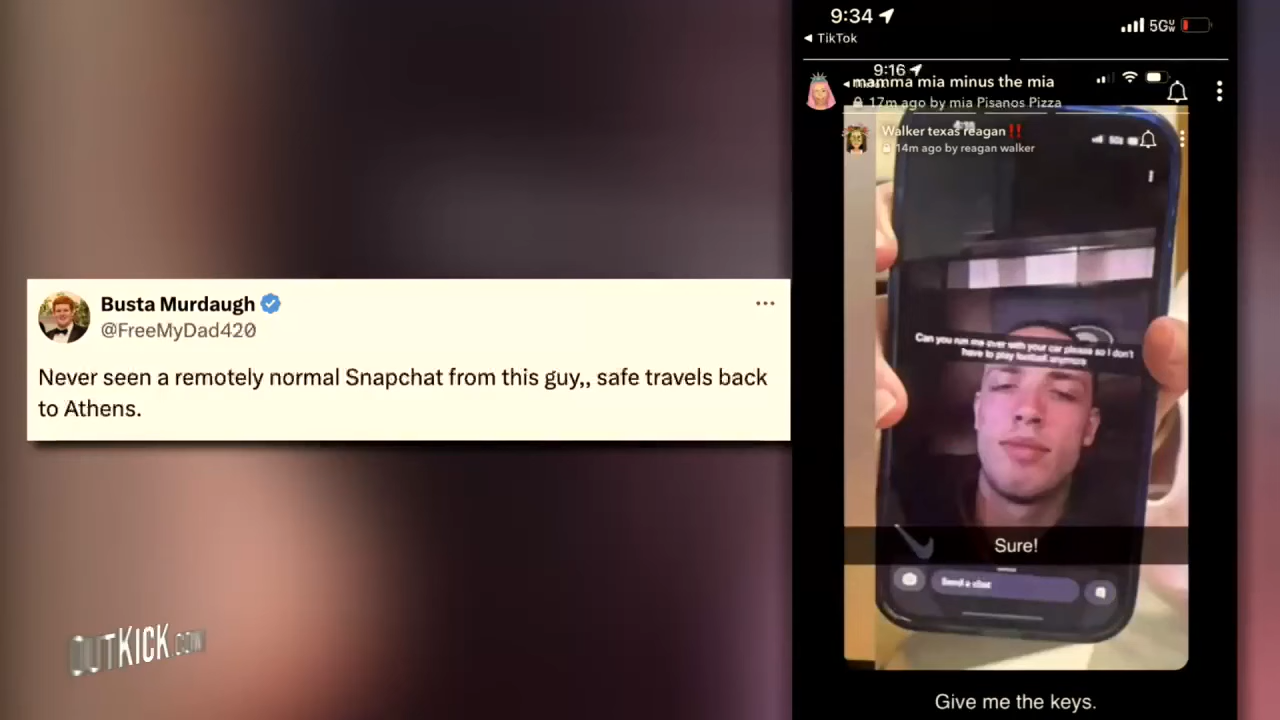 Busta Murdaugh
@FreeMyDad420
Never seen a remotely normal Snapchat from this guy,, safe travels back
to Athens.
OUTKICK.COM
9:34
5G
TikTok
9:16
mamma mia minus the mia
17m ago by mia Pisanos Pizza
Walker texas reagan‼️
14m ago by reagan walker
Can you run me over with your car please so I don't
have to play football anymore
Sure!
Send a chat
Give me the keys.